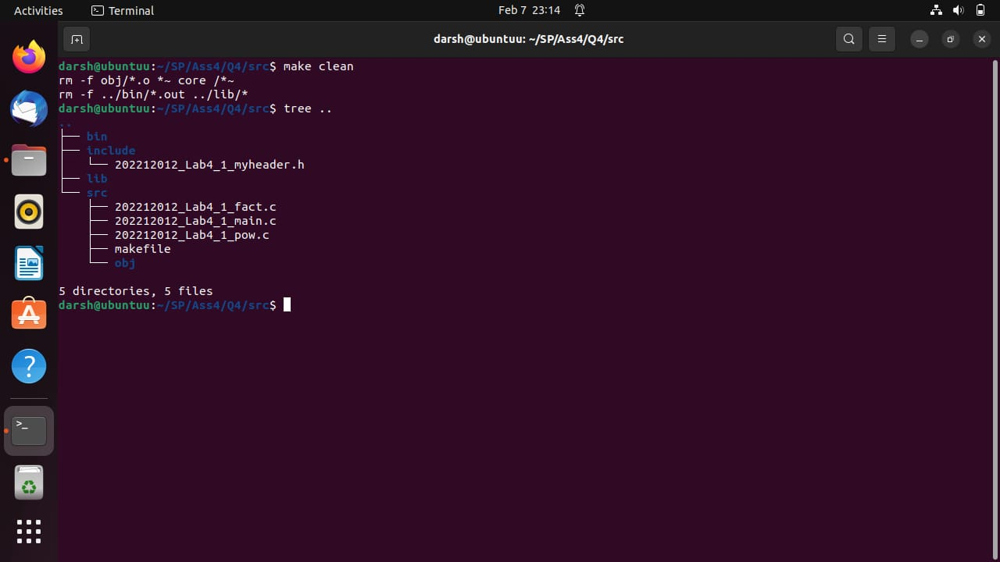 Activities
Terminal
Feb 7 23:14
darsh@ubuntuu: ~/SP/Ass4/Q4/src
darsh@ubuntuu:~/SP/Ass4/Q4/src$ make clean
rm -f obj/*.o *~ core /*~
rm -f ../bin/*.out ../lib/*
darsh@ubuntuu:~/SP/Ass4/Q4/src$ tree ..
..
├── bin
├── include
│   └── 202212012_Lab4_1_myheader.h
├── lib
└── src
    ├── 202212012_Lab4_1_fact.c
    ├── 202212012_Lab4_1_main.c
    ├── 202212012_Lab4_1_pow.c
    ├── makefile
    └── obj
5 directories, 5 files
darsh@ubuntuu:~/SP/Ass4/Q4/src$